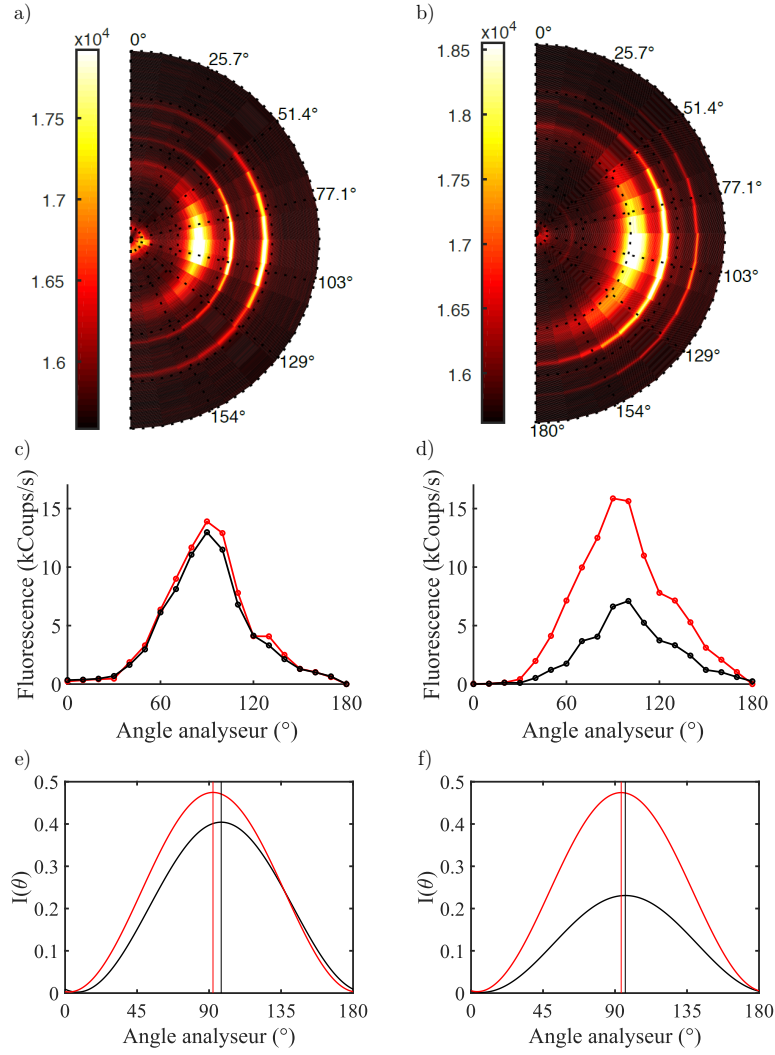 a)
x10⁴
1.75
1.7
1.65
1.6
0°
25.7°
51.4°
77.1°
103°
129°
154°
b)
x10⁴
1.85
1.8
1.75
1.7
1.65
1.6
0°
25.7°
51.4°
77.1°
103°
129°
154°
180°
c)
Fluorescence (kCoups/s)
15
10
5
0
0 60 120 180
Angle analyseur (°)
d)
Fluorescence (kCoups/s)
15
10
5
0
0 60 120 180
Angle analyseur (°)
e)
I(θ)
0.5
0.4
0.3
0.2
0.1
0
0 45 90 135 180
Angle analyseur (°)
f)
I(θ)
0.5
0.4
0.3
0.2
0.1
0
0 45 90 135 180
Angle analyseur (°)